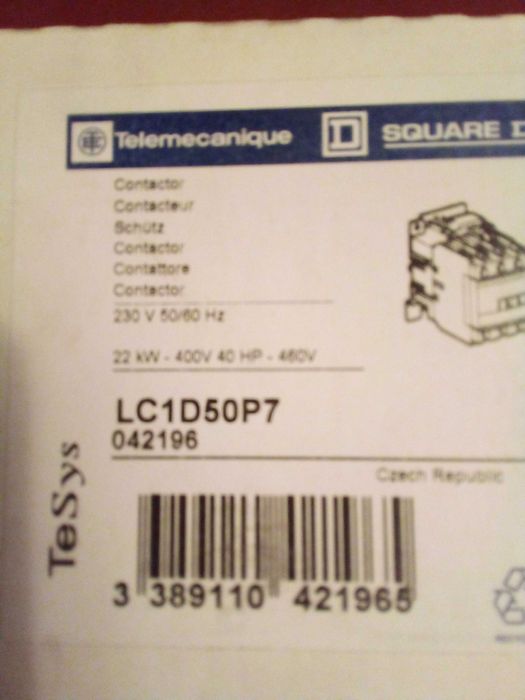 Telemecanique
D SQUARE D
Contactor
Contacteur
Schütz
Contactor
Contattore
Contactor
230 V 50/60 Hz
22 kW - 400V 40 HP - 460V
LC1D50P7
042196
Czech Republic
TeSys
3 389110 421965